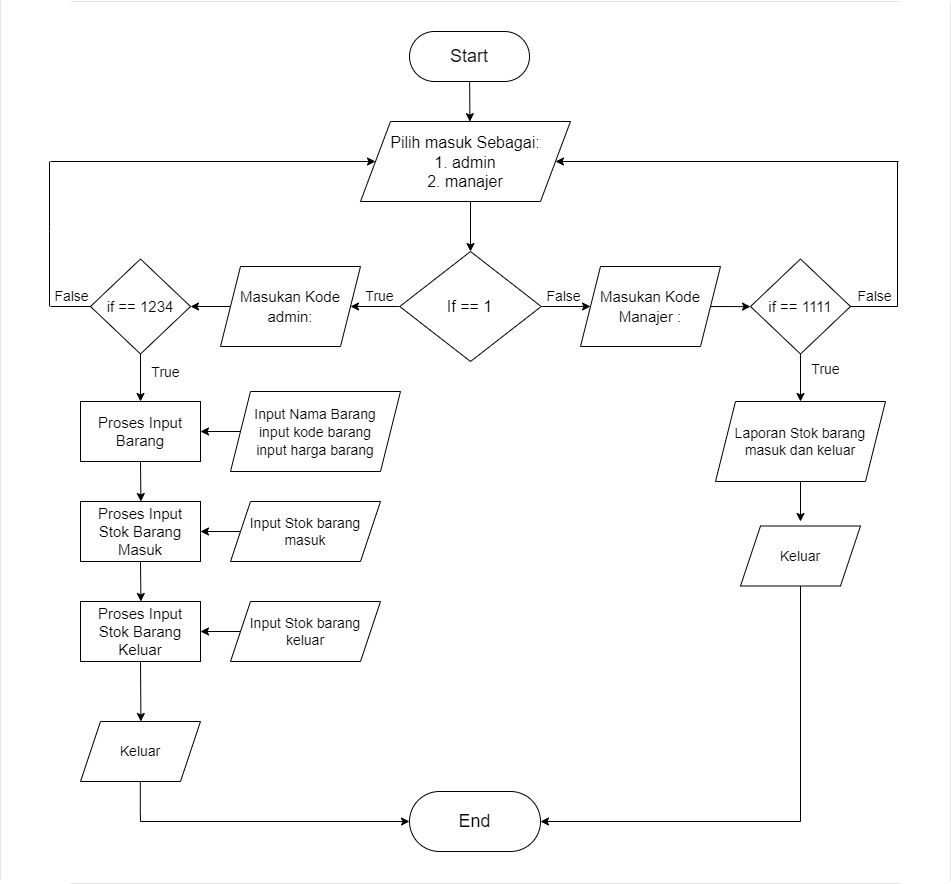 Start
Pilih masuk Sebagai:
1. admin
2. manajer
False
if == 1234
Masukan Kode
admin:
True
If == 1
False
Masukan Kode
Manajer :
if == 1111
False
True
True
Proses Input
Barang
Input Nama Barang
input kode barang
input harga barang
Laporan Stok barang
masuk dan keluar
Proses Input
Stok Barang
Masuk
Input Stok barang
masuk
Keluar
Proses Input
Stok Barang
Keluar
Input Stok barang
keluar
Keluar
End